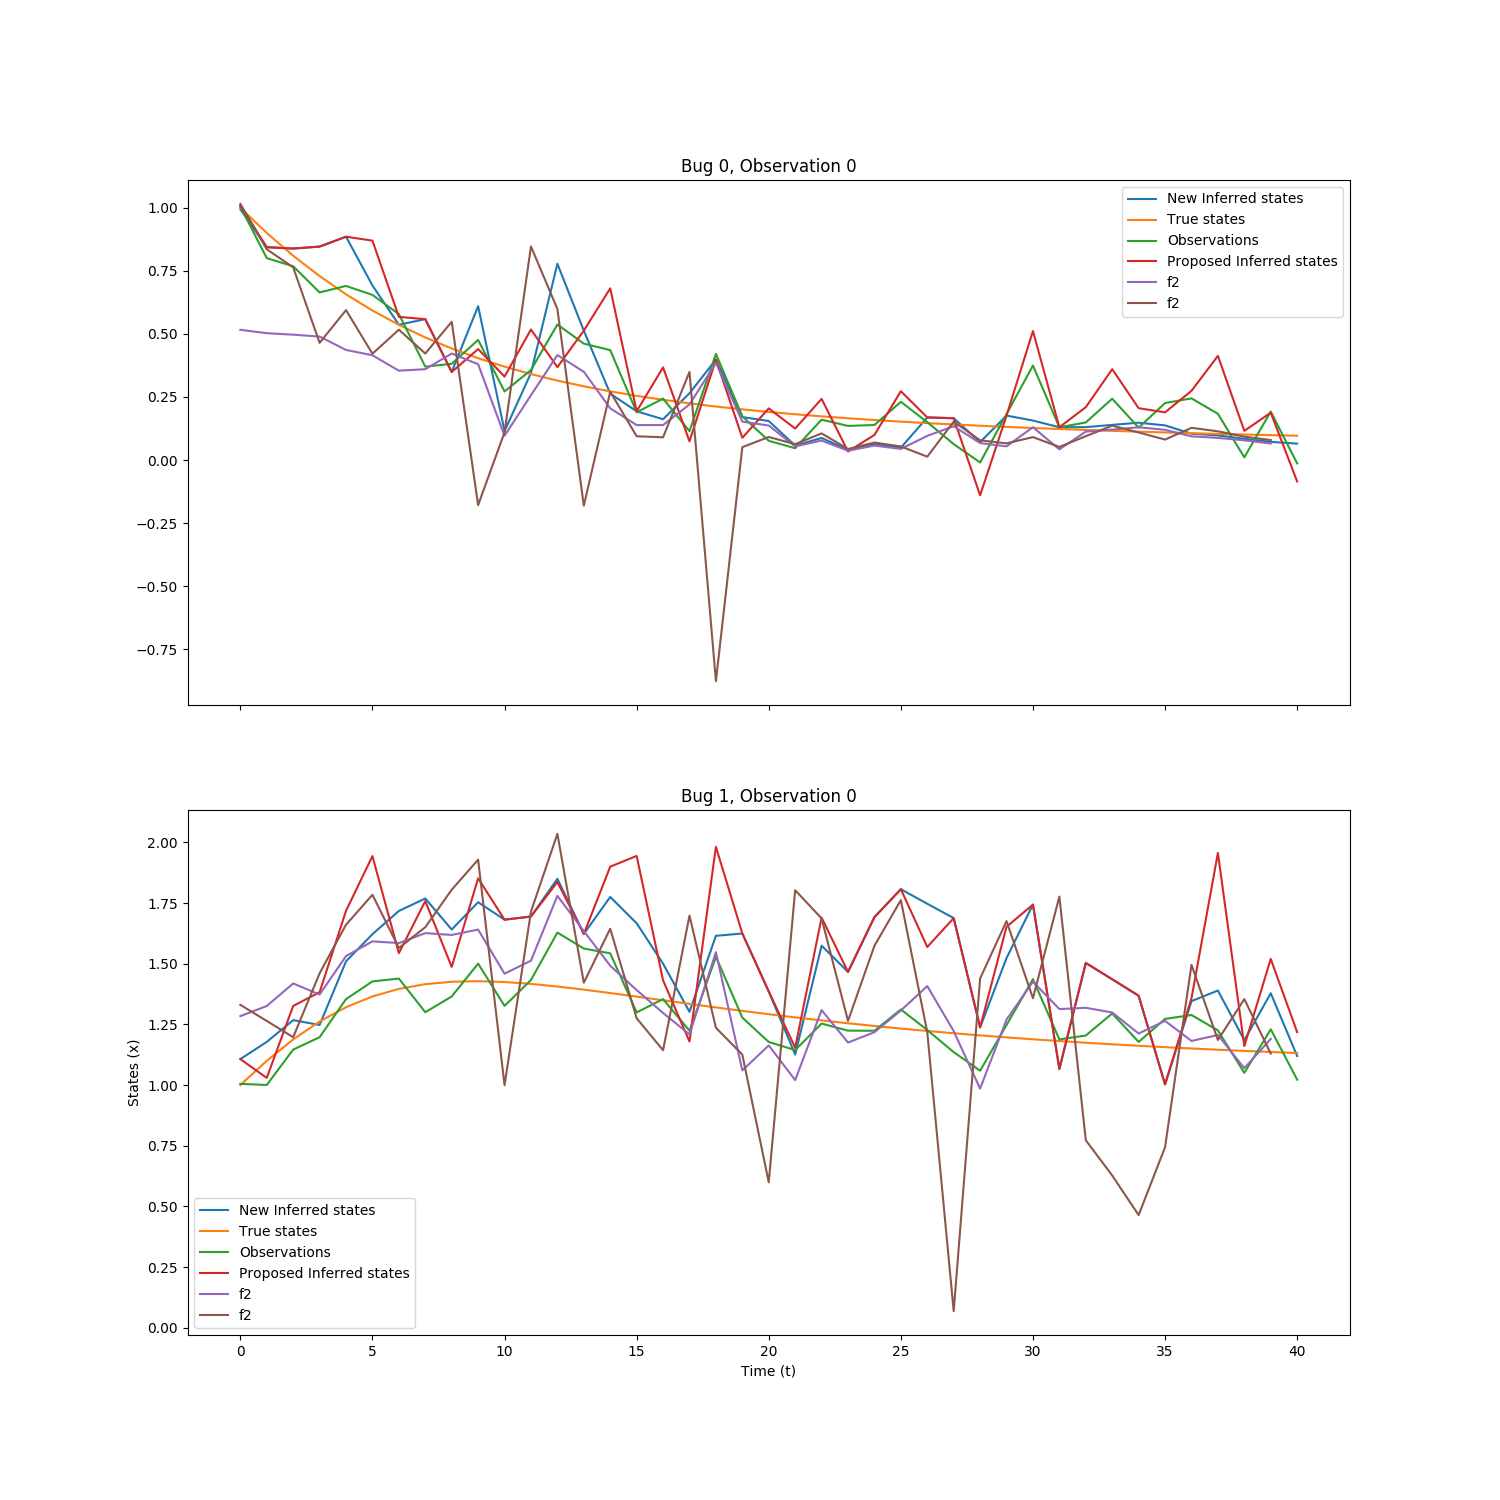 Bug 0, Observation 0
1.00
0.75
0.50
0.25
0.00
−0.25
−0.50
−0.75
New Inferred states
True states
Observations
Proposed Inferred states
f2
f2
Bug 1, Observation 0
2.00
1.75
1.50
1.25
1.00
0.75
0.50
0.25
0.00
States (x)
New Inferred states
True states
Observations
Proposed Inferred states
f2
f2
0 5 10 15 20 25 30 35 40
Time (t)